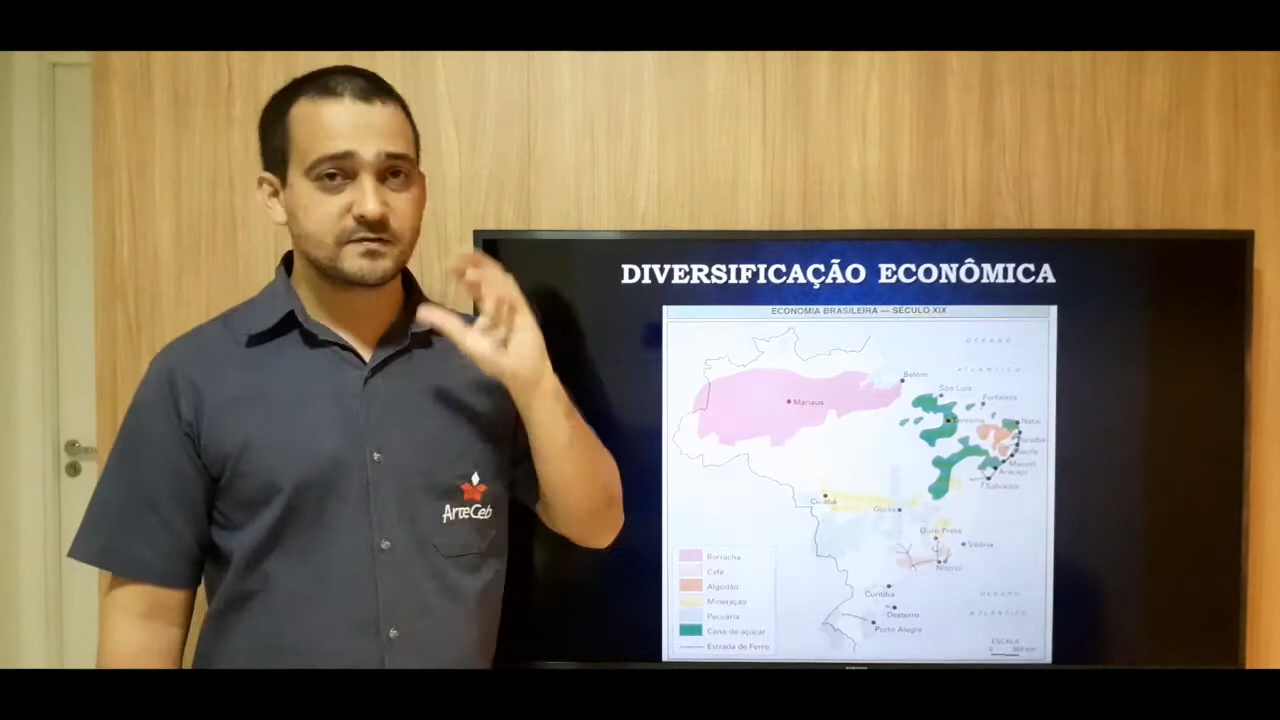 DIVERSIFICAÇÃO ECONÔMICA
ECONOMIA BRASILEIRA — SÉCULO XIX
OCEANO
ATLÂNTICO
Belém
São Luís
Fortaleza
Manaus
Teresina
Natal
Paraíba
Recife
Maceió
Aracaju
Salvador
Cuiabá
Goiás
Ouro Preto
Vitória
Niterói
Curitiba
Desterro
Porto Alegre
OCEANO
ATLÂNTICO
Borracha
Café
Algodão
Mineração
Pecuária
Cana de açúcar
Estrada de Ferro
ESCALA
0
ArteCeb